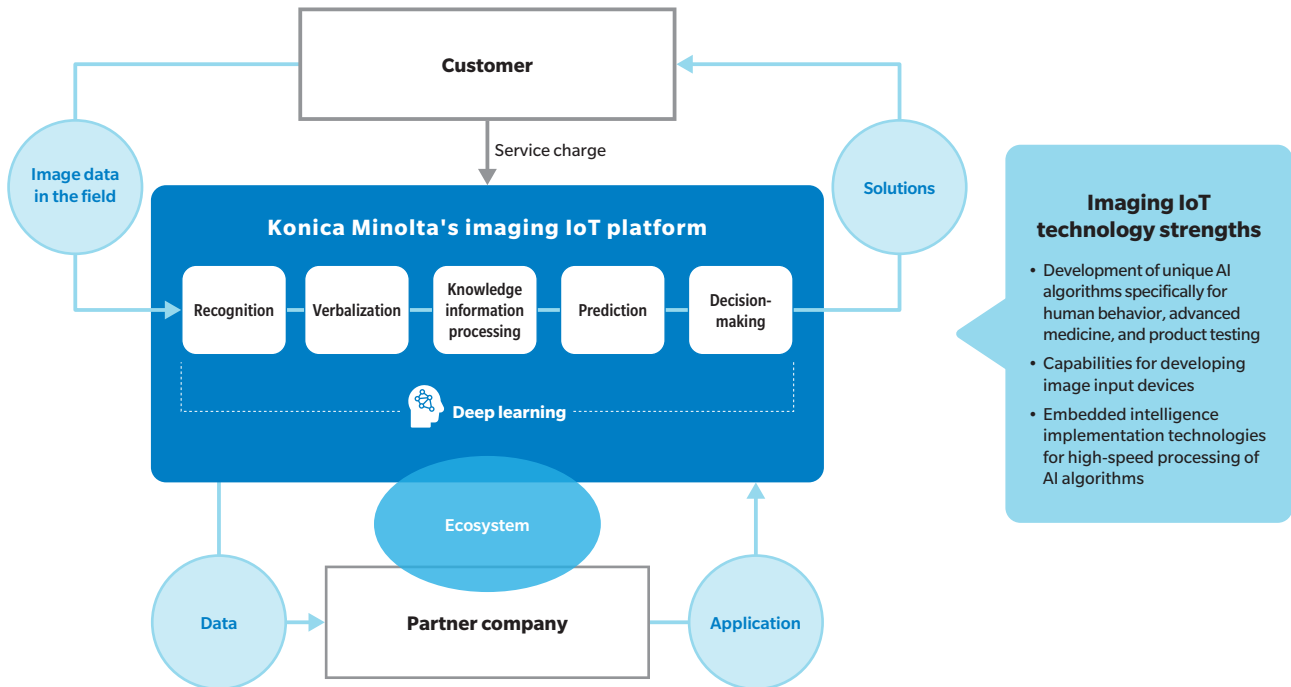 Customer
Service charge
Image data
in the field
Solutions
Konica Minolta's imaging IoT platform
Recognition
Verbalization
Knowledge
information
processing
Prediction
Decision-
making
Deep learning
Ecosystem
Data
Partner company
Application
Imaging IoT
technology strengths
• Development of unique AI
algorithms specifically for
human behavior, advanced
medicine, and product testing
• Capabilities for developing
image input devices
• Embedded intelligence
implementation technologies
for high-speed processing of
AI algorithms